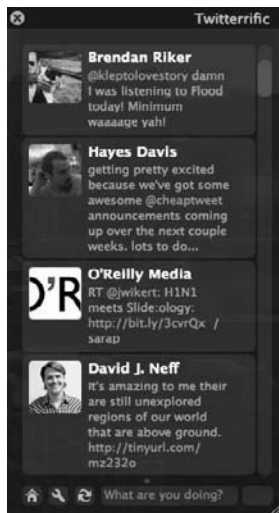 Twitterrific
Brendan Riker
@kleptolovestory damn
I was listening to Flood
today! Minimum
waaaage yah!
Hayes Davis
getting pretty excited
because we've got some
awesome @cheaptweet
announcements coming
up over the next couple
weeks. lots to do...
O'R
O'Reilly Media
RT @jwikert: H1N1
meets Slide:ology:
http://bit.ly/3cvrQx /
sarap
David J. Neff
It's amazing to me their
are still unexplored
regions of our world
that are above ground.
http://tinyurl.com/
mz232o
What are you doing?